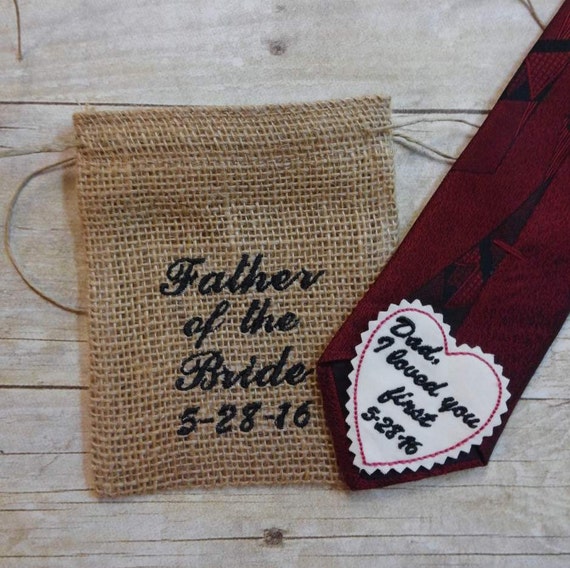 Father
of the
Bride
5-28-16
Dad,
I loved you
first
5-28-16